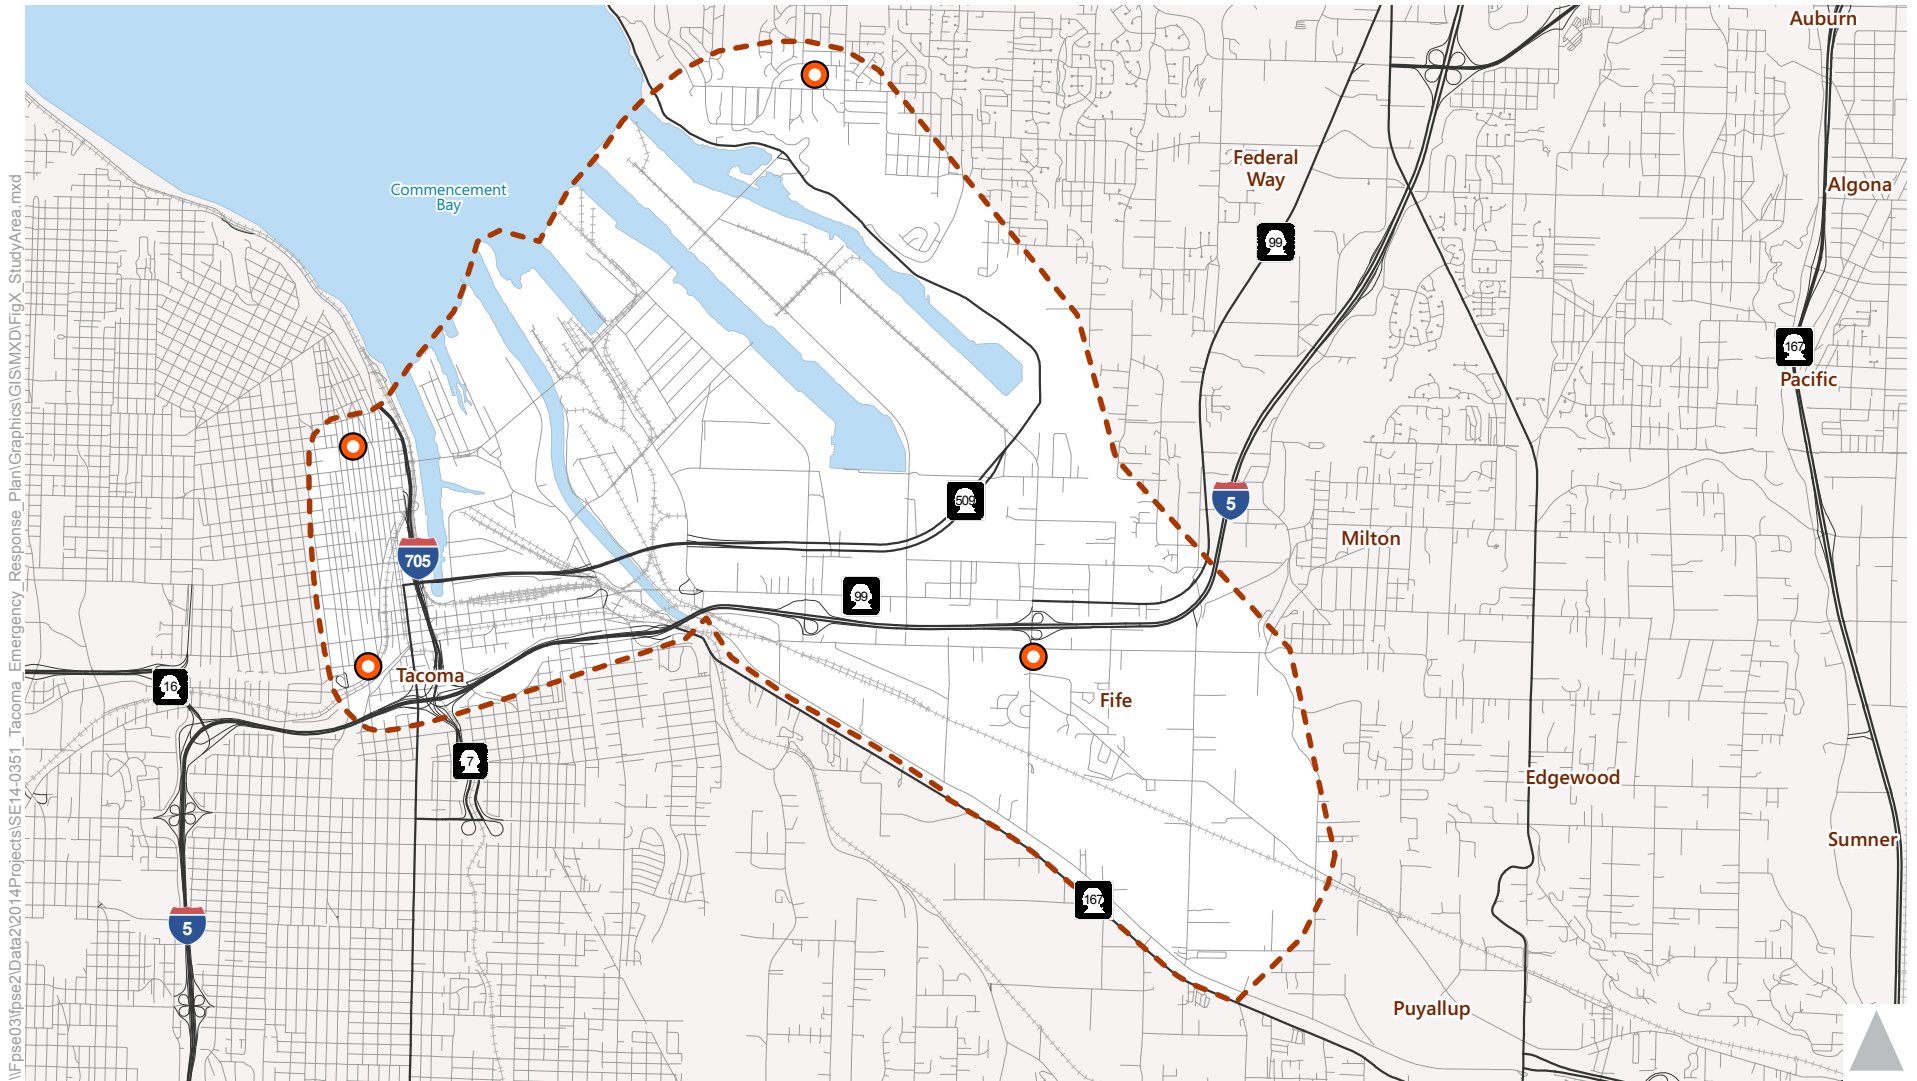 Auburn
Commencement
Bay
Federal
Way
Algona
99
167
Pacific
509
5
Milton
705
99
Tacoma
16
Fife
7
Edgewood
Sumner
167
5
Puyallup
\\Fpse03\fpse2\Data2\2014Projects\SE14-0351_Tacoma_Emergency_Response_Plan\Graphics\GIS\MXD\FigX_StudyArea.mxd